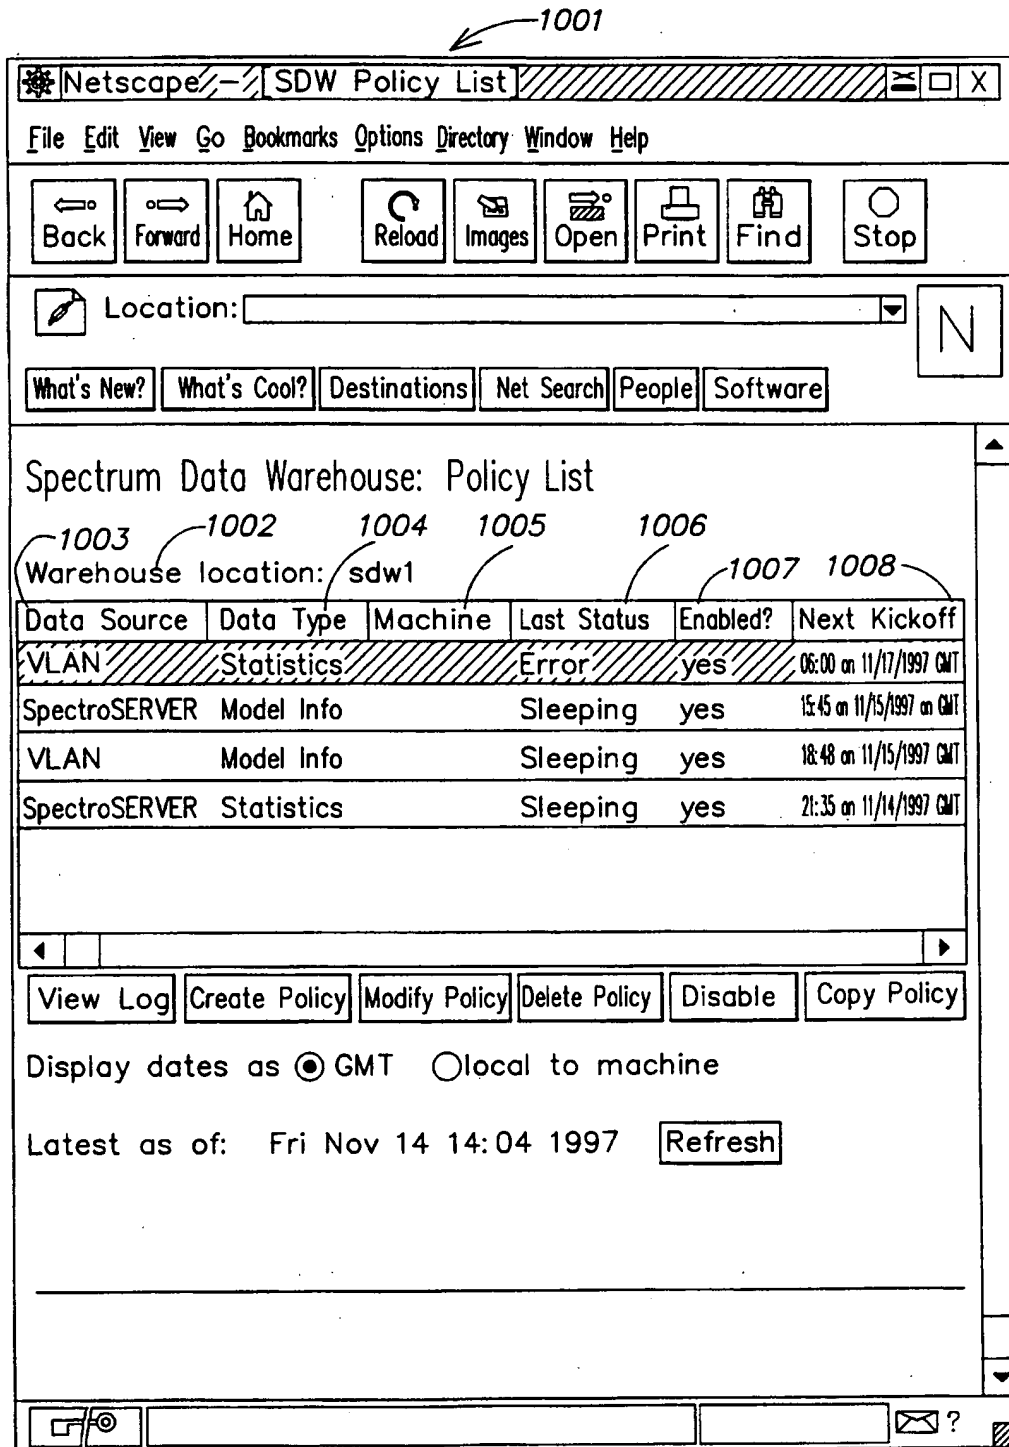 1001
Netscape - [SDW Policy List] X
File Edit View Go Bookmarks Options Directory Window Help
Back Forward Home Reload Images Open Print Find Stop
Location: N
What's New? What's Cool? Destinations Net Search People Software
Spectrum Data Warehouse: Policy List
1003 1002 1004 1005 1006
Warehouse location: sdw1 1007 1008
Data Source Data Type Machine Last Status Enabled? Next Kickoff
VLAN Statistics Error yes 06:00 on 11/17/1997 GMT
SpectroSERVER Model Info Sleeping yes 15:45 on 11/15/1997 on GMT
VLAN Model Info Sleeping yes 18:48 on 11/15/1997 GMT
SpectroSERVER Statistics Sleeping yes 21:35 on 11/14/1997 GMT
View Log Create Policy Modify Policy Delete Policy Disable Copy Policy
Display dates as GMT local to machine
Latest as of: Fri Nov 14 14:04 1997 Refresh
?